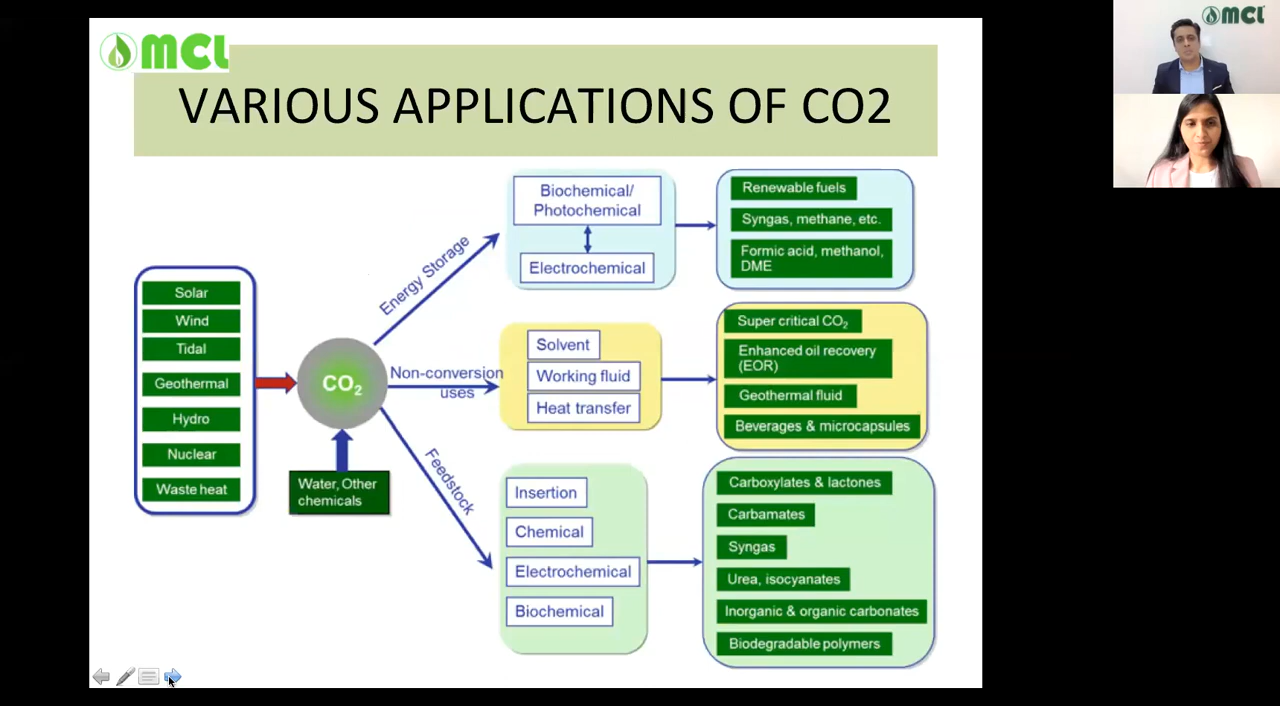 MCL
VARIOUS APPLICATIONS OF CO2
Solar
Wind
Tidal
Geothermal
Hydro
Nuclear
Waste heat
CO₂
Water, Other
chemicals
Energy Storage
Non-conversion
uses
Feedstock
Biochemical/
Photochemical
Electrochemical
Renewable fuels
Syngas, methane, etc.
Formic acid, methanol,
DME
Solvent
Working fluid
Heat transfer
Super critical CO₂
Enhanced oil recovery
(EOR)
Geothermal fluid
Beverages & microcapsules
Insertion
Chemical
Electrochemical
Biochemical
Carboxylates & lactones
Carbamates
Syngas
Urea, isocyanates
Inorganic & organic carbonates
Biodegradable polymers
MCL